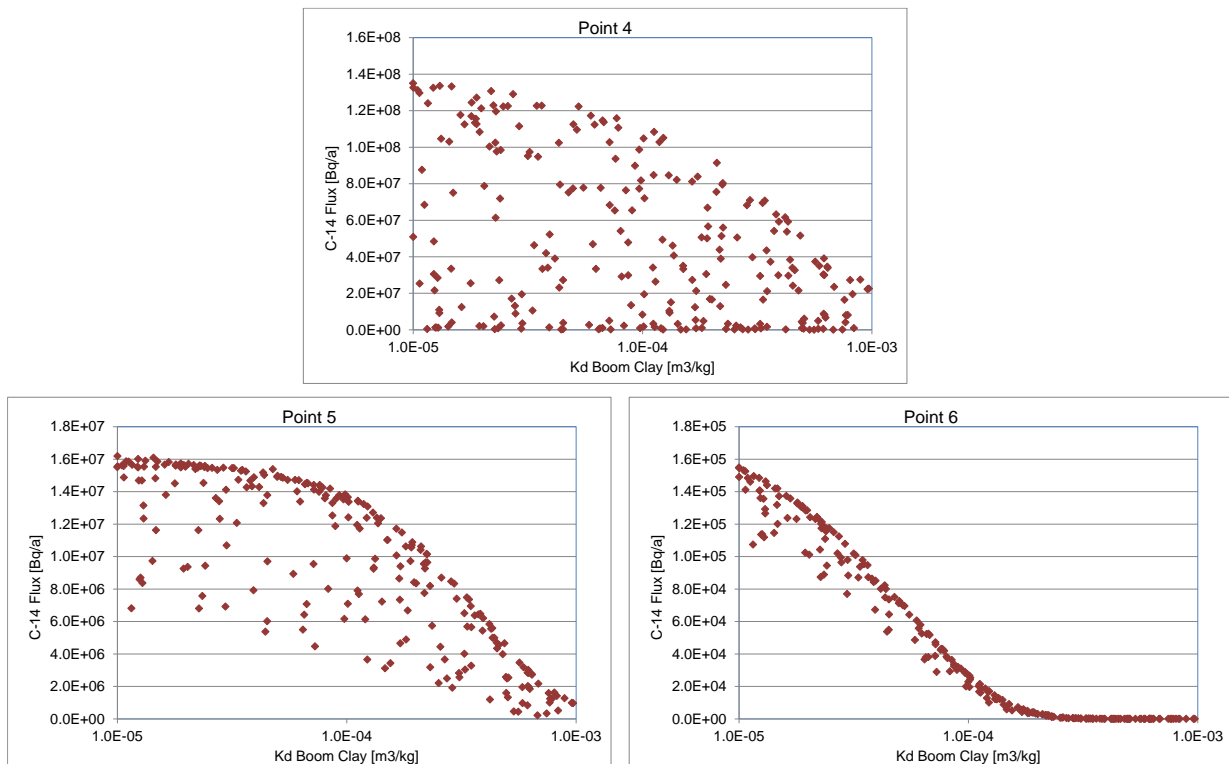 Point 4
1.6E+08
1.4E+08
1.2E+08
1.0E+08
8.0E+07
6.0E+07
4.0E+07
2.0E+07
0.0E+00
C-14 Flux [Bq/a]
1.0E-05 1.0E-04 1.0E-03
Kd Boom Clay [m3/kg]
Point 5
1.8E+07
1.6E+07
1.4E+07
1.2E+07
1.0E+07
8.0E+06
6.0E+06
4.0E+06
2.0E+06
0.0E+00
C-14 Flux [Bq/a]
1.0E-05 1.0E-04 1.0E-03
Kd Boom Clay [m3/kg]
Point 6
1.8E+05
1.6E+05
1.4E+05
1.2E+05
1.0E+05
8.0E+04
6.0E+04
4.0E+04
2.0E+04
0.0E+00
C-14 Flux [Bq/a]
1.0E-05 1.0E-04 1.0E-03
Kd Boom Clay [m3/kg]